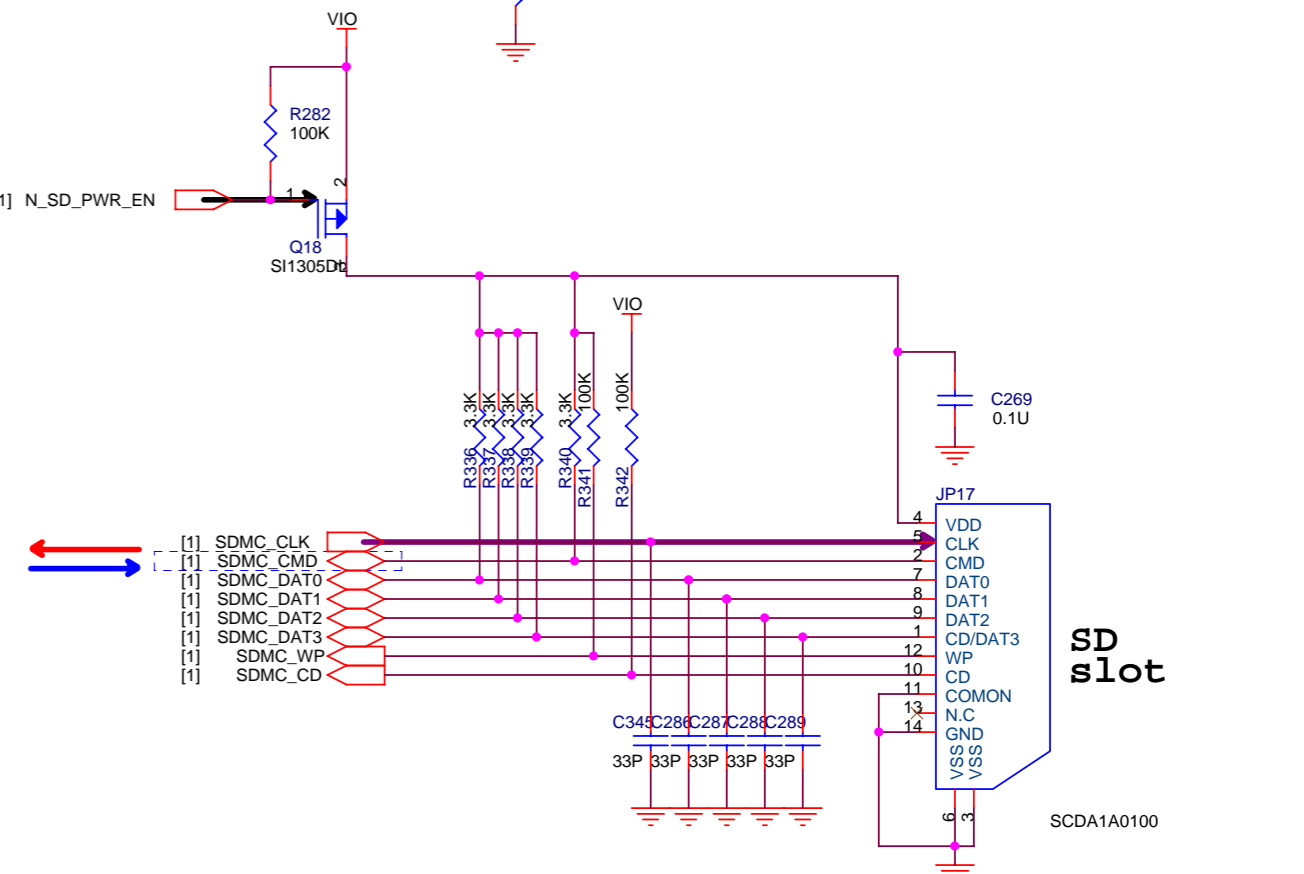 VIO
R282
100K
1] N_SD_PWR_EN
1
2
Q18
SI1305DL
VIO
3.3K
3.3K
3.3K
3.3K
3.3K
100K
100K
R336
R337
R338
R339
R340
R341
R342
C269
0.1U
JP17
[1] SDMC_CLK
[1] SDMC_CMD
[1] SDMC_DAT0
[1] SDMC_DAT1
[1] SDMC_DAT2
[1] SDMC_DAT3
[1] SDMC_WP
[1] SDMC_CD
4 VDD
5 CLK
2 CMD
7 DAT0
8 DAT1
9 DAT2
1 CD/DAT3
12 WP
10 CD
11 COMON
13 N.C
14 GND
VSS
VSS
6
3
SD
slot
C345 C286 C287 C288 C289
33P 33P 33P 33P 33P
SCDA1A0100